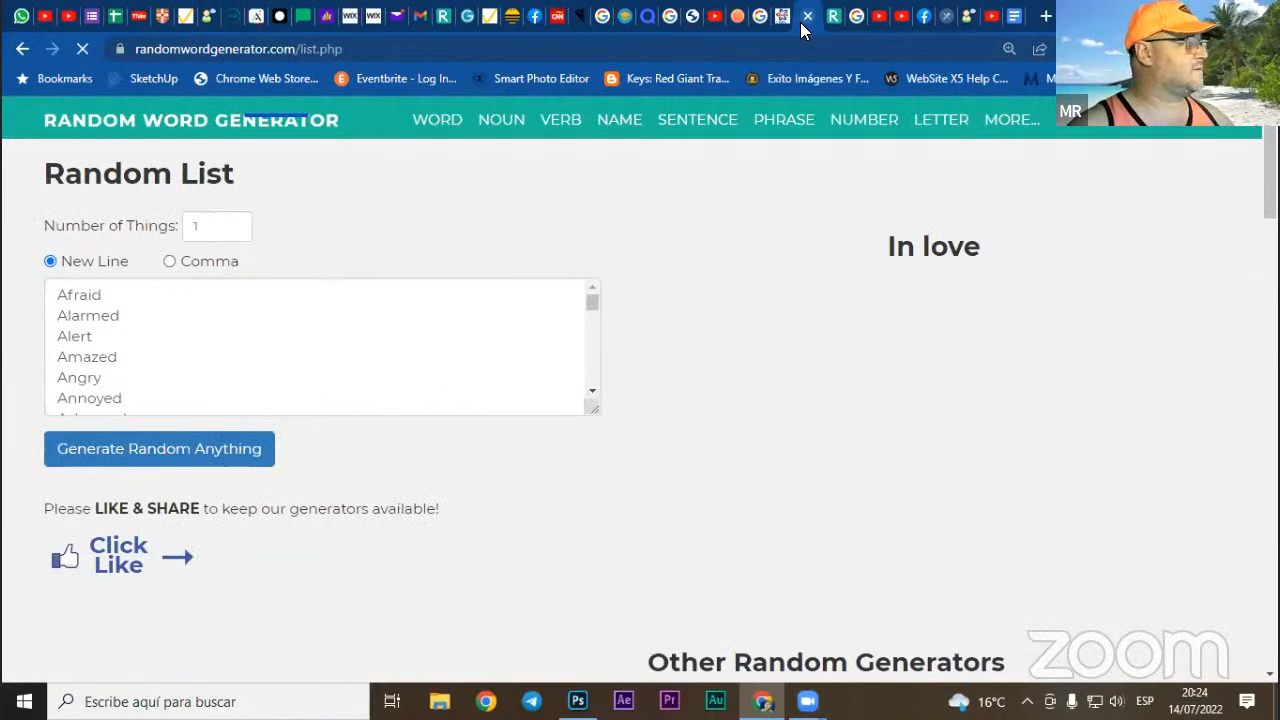 randomwordgenerator.com/list.php
Bookmarks SketchUp Chrome Web Store... Eventbrite - Log In... Smart Photo Editor Keys: Red Giant Tra... Exito Imágenes Y F... WebSite X5 Help C...
MR
RANDOM WORD GENERATOR WORD NOUN VERB NAME SENTENCE PHRASE NUMBER LETTER MORE...
Random List
Number of Things: 1
New Line Comma
In love
Afraid
Alarmed
Alert
Amazed
Angry
Annoyed
Generate Random Anything
Please LIKE & SHARE to keep our generators available!
Click
Like
Other Random Generators
zoom
Escribe aquí para buscar
Ps Ae Pr Au
16°C ESP
20:24
14/07/2022